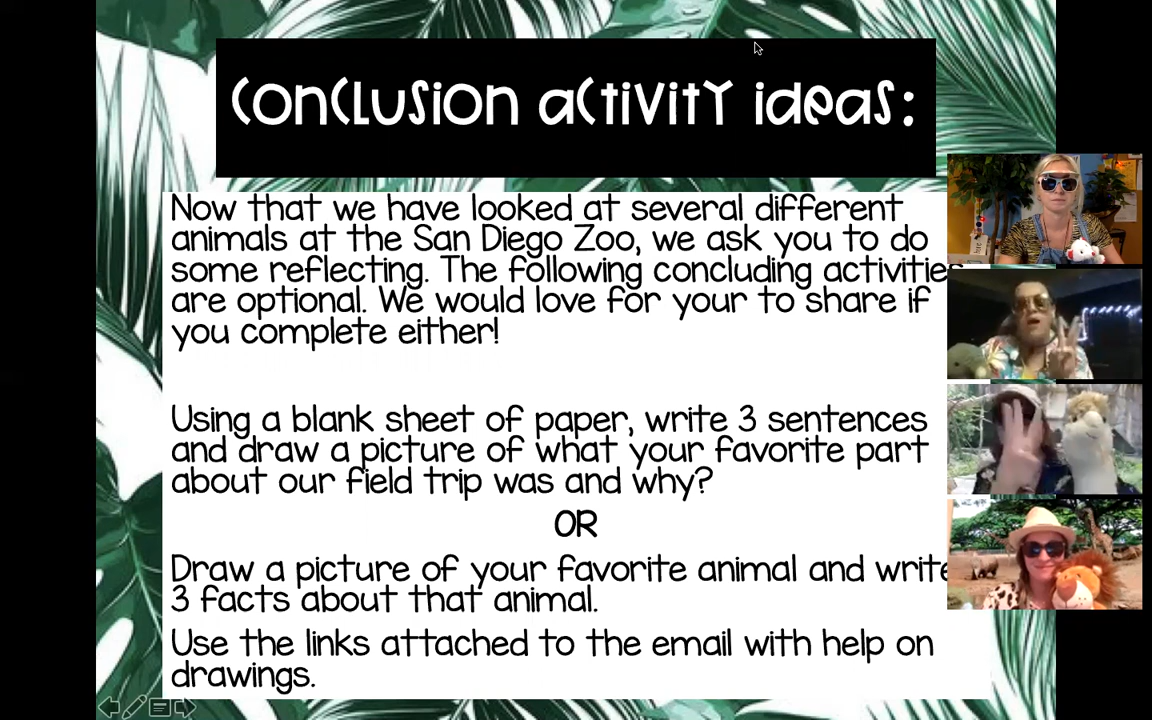 conclusion activity ideas:
Now that we have looked at several different
animals at the San Diego Zoo, we ask you to do
some reflecting. The following concluding activities
are optional. We would love for your to share if
you complete either!
Using a blank sheet of paper, write 3 sentences
and draw a picture of what your favorite part
about our field trip was and why?
OR
Draw a picture of your favorite animal and write
3 facts about that animal.
Use the links attached to the email with help on
drawings.